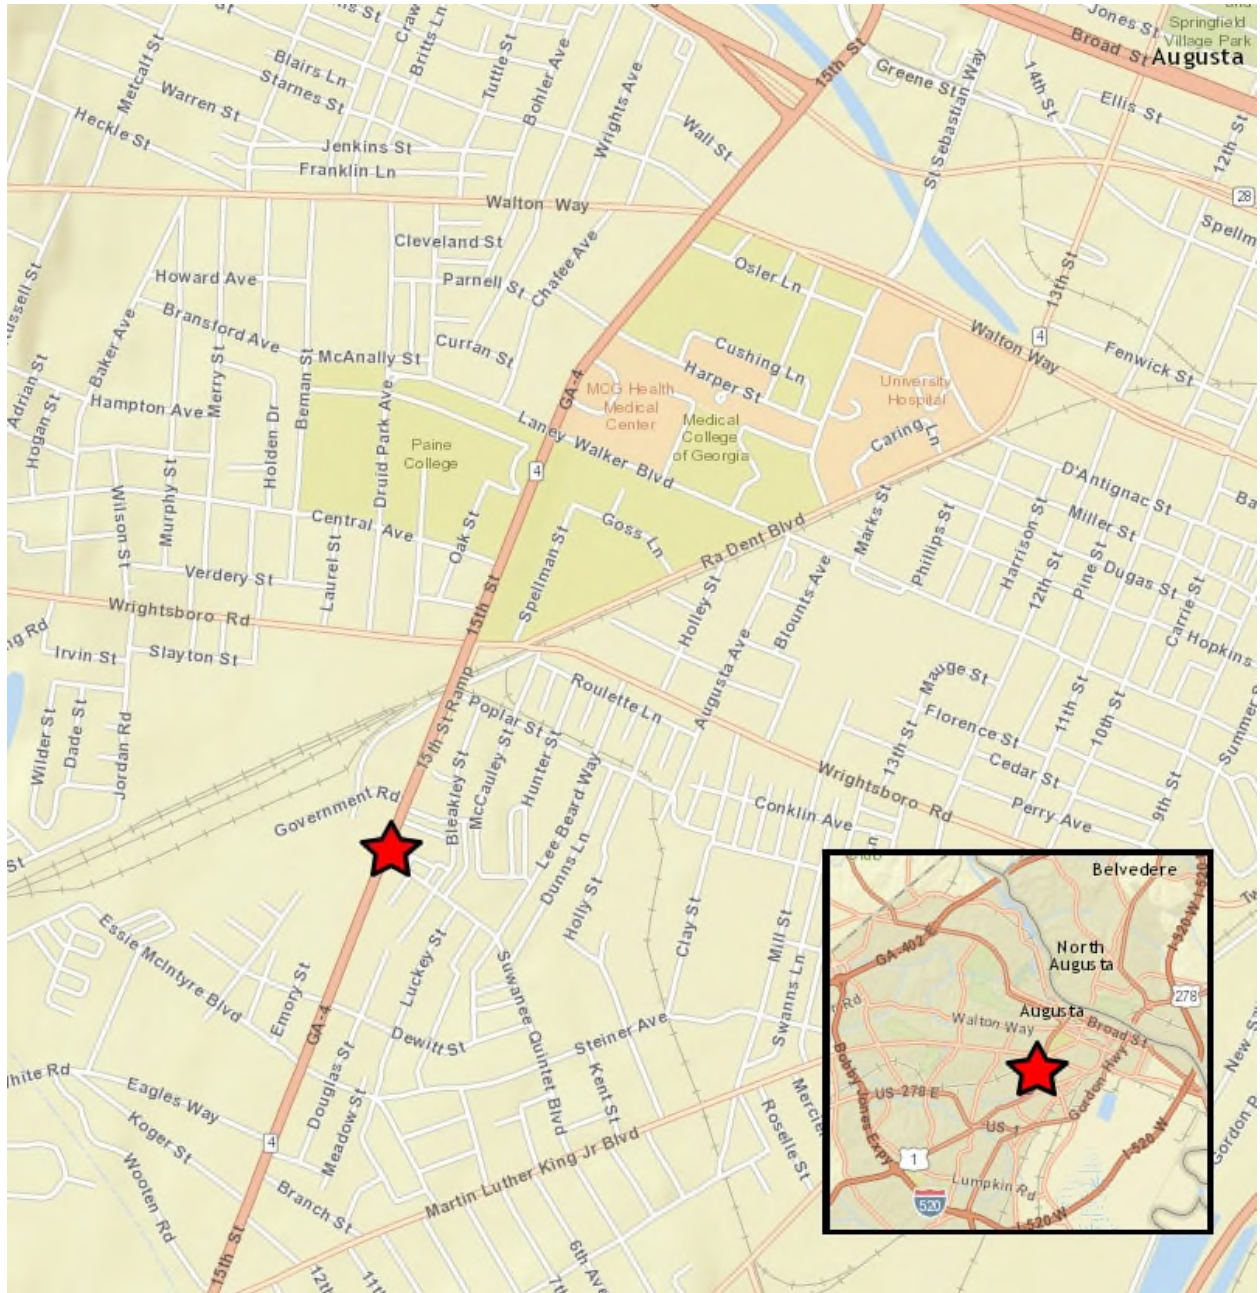 and
Springfield
Village Park
Jones St
Broad St
Augusta
Britts Ln
Metcalf St
Tuttle St
Bohler Ave
Wrights Ave
15th St
Greene St
St Sebastian Way
14th St
Ellis St
12th St
Blairs Ln
Starnes St
Warren St
Heckle St
Jenkins St
Franklin Ln
Wall St
28
Walton Way
Cleveland St
Chafee Ave
Osler Ln
13th St
Howard Ave
Parnell St
Bransford Ave
Baker Ave
Adrian St
Hogan St
Merry St
Beman St
McAnally St
Curran St
4
Walton Way
Fenwick St
Cushing Ln
Harper St
University
Hospital
MCG Health
Medical
Center
GA-4
Hampton Ave
Holden Dr
Druid Park Ave
Paine
College
Laney Walker Blvd
Medical
College
of Georgia
Caring Ln
4
D'Antignac St
Wilson St
Murphy St
Central Ave
Oak St
Spellman St
Goss Ln
Ra Dent Blvd
Marks St
Phillips St
Harrison St
12th St
Miller St
Pine St
Dugas St
Carrie St
Hopkins
Verdery St
Laurel St
Wrightsboro Rd
15th St
Holley St
Blounts Ave
Augusta Ave
Irvin St
Slayton St
Wilder St
Dade St
Jordan Rd
15th St Ramp
Poplar St
Roulette Ln
Mauge St
Florence St
11th St
10th St
13th St
Cedar St
Perry Ave
9th St
Government Rd
Bleakley St
McCauley St
Hunter St
Lee Beard Way
Dunns Ln
Holly St
Wrightsboro Rd
Conklin Ave
Clay St
Mill St
Swanns Ln
Essie McIntyre Blvd
Emory St
GA-4
Luckey St
Suwanee Quintet Blvd
Dewitt St
Steiner Ave
Kent St
Douglas St
Meadow St
Eagles Way
Koger St
Wooten Rd
4
Branch St
Martin Luther King Jr Blvd
Roselle St
15th St
12th
11th
6th Ave
7th
Belvedere
I-520 W
GA-402 E
North
Augusta
I-520 W
278
Augusta
Walton Way
Broad St
Bobby Jones Expy
US-278 E
Gordon Hwy
US-1
1
I-520 W
Lumpkin Rd
520
I-520 W